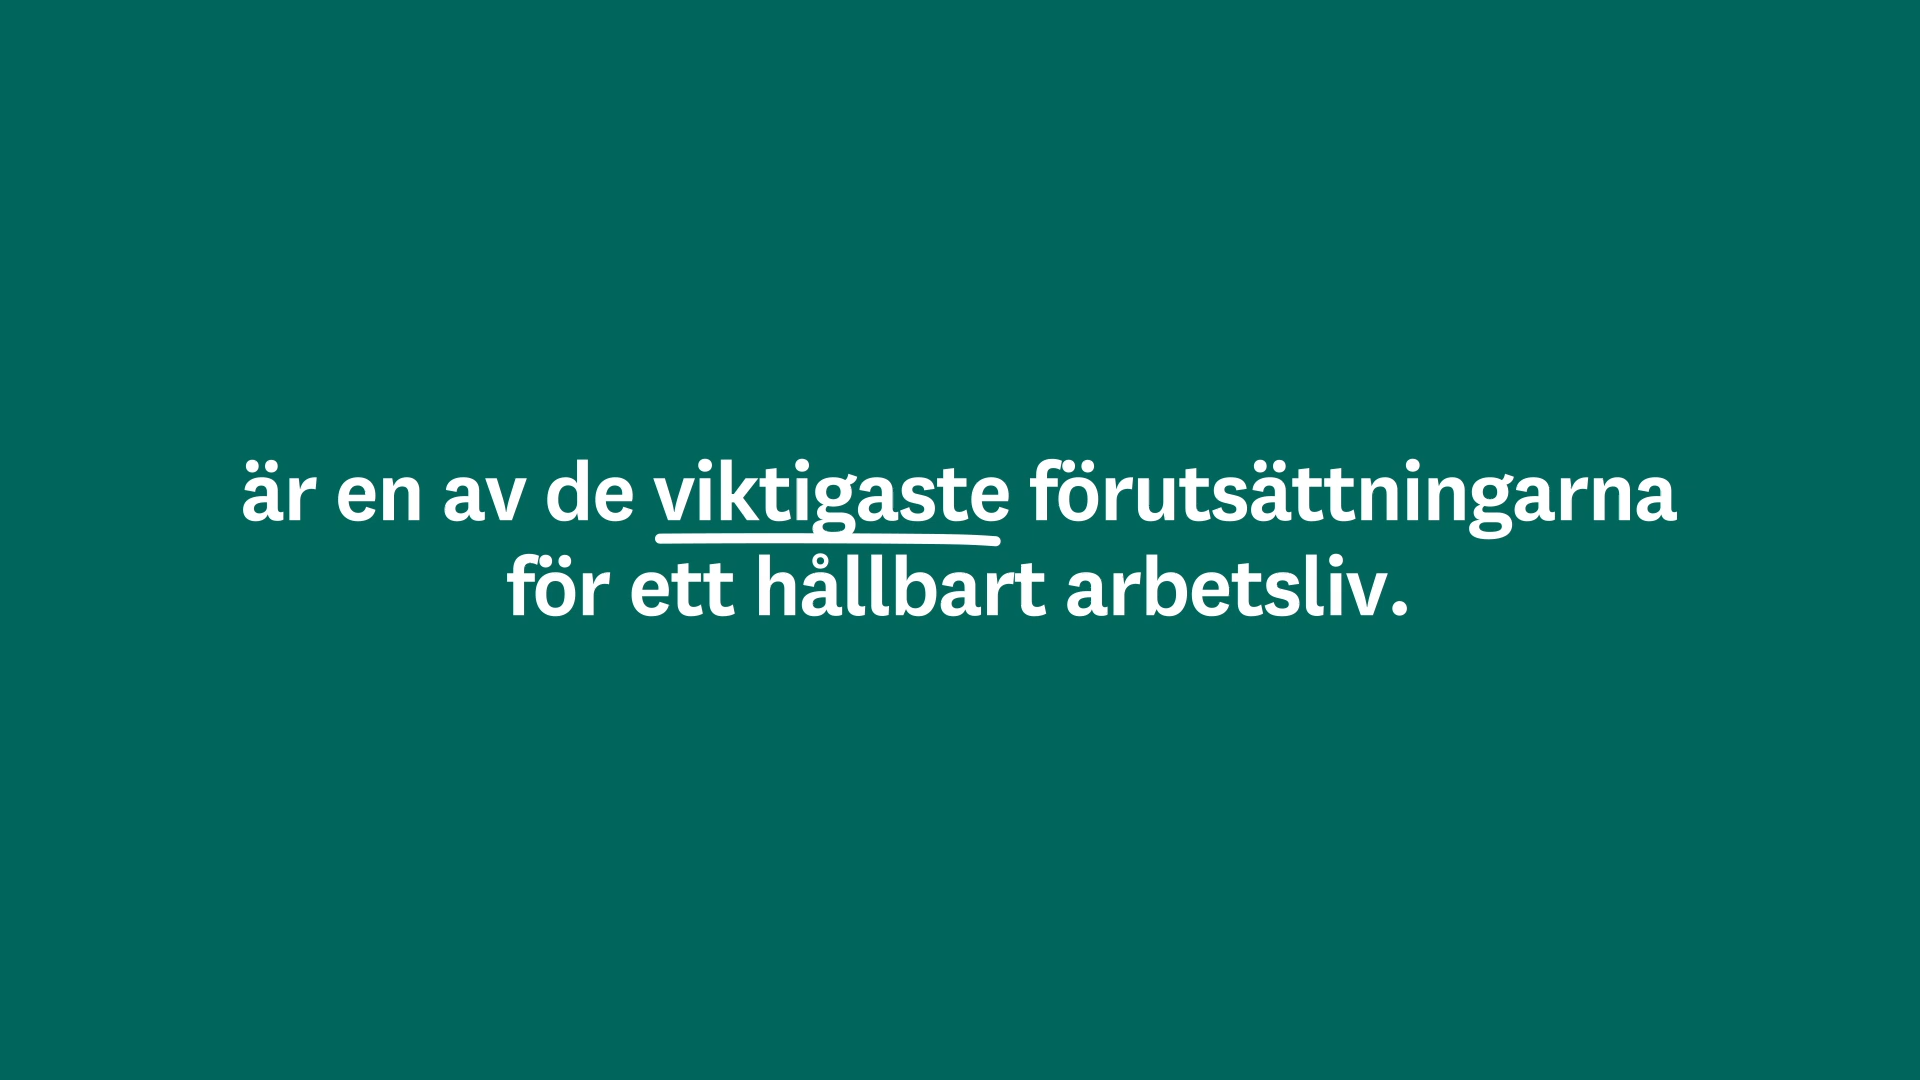 är en av de viktigaste förutsättningarna
för ett hållbart arbetsliv.